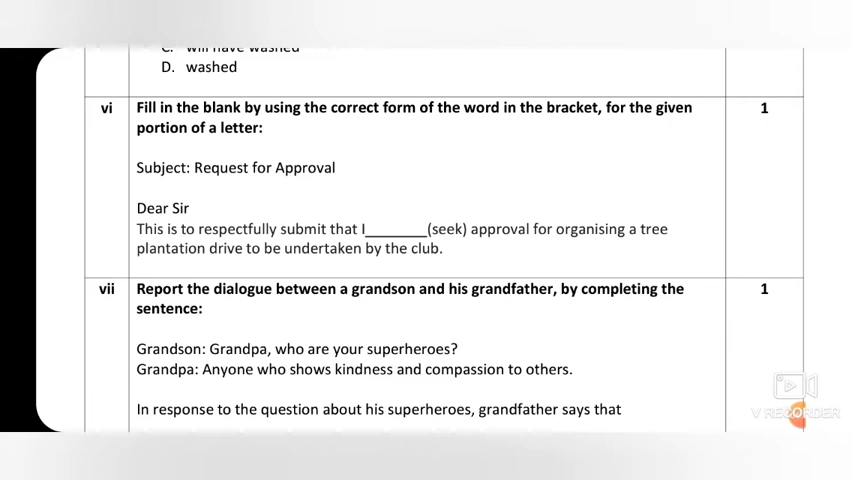 C. will have washed
D. washed
vi Fill in the blank by using the correct form of the word in the bracket, for the given 1
portion of a letter:
Subject: Request for Approval
Dear Sir
This is to respectfully submit that I________(seek) approval for organising a tree
plantation drive to be undertaken by the club.
vii Report the dialogue between a grandson and his grandfather, by completing the 1
sentence:
Grandson: Grandpa, who are your superheroes?
Grandpa: Anyone who shows kindness and compassion to others.
In response to the question about his superheroes, grandfather says that
V RECORDER